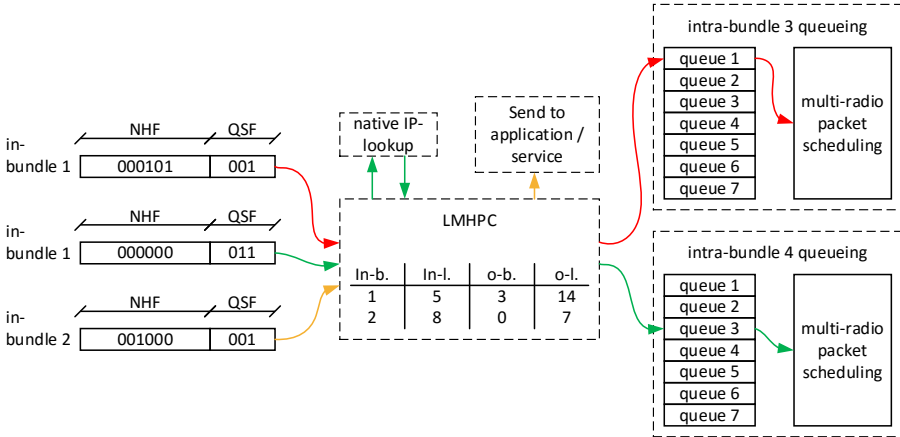 in-
bundle 1
NHF QSF
000101 001
in-
bundle 1
NHF QSF
000000 011
in-
bundle 2
NHF QSF
001000 001
native IP-
lookup
Send to
application /
service
LMHPC
In-b. In-l. o-b. o-l.
1 5 3 14
2 8 0 7
intra-bundle 3 queueing
queue 1
queue 2
queue 3
queue 4
queue 5
queue 6
queue 7
multi-radio
packet
scheduling
intra-bundle 4 queueing
queue 1
queue 2
queue 3
queue 4
queue 5
queue 6
queue 7
multi-radio
packet
scheduling